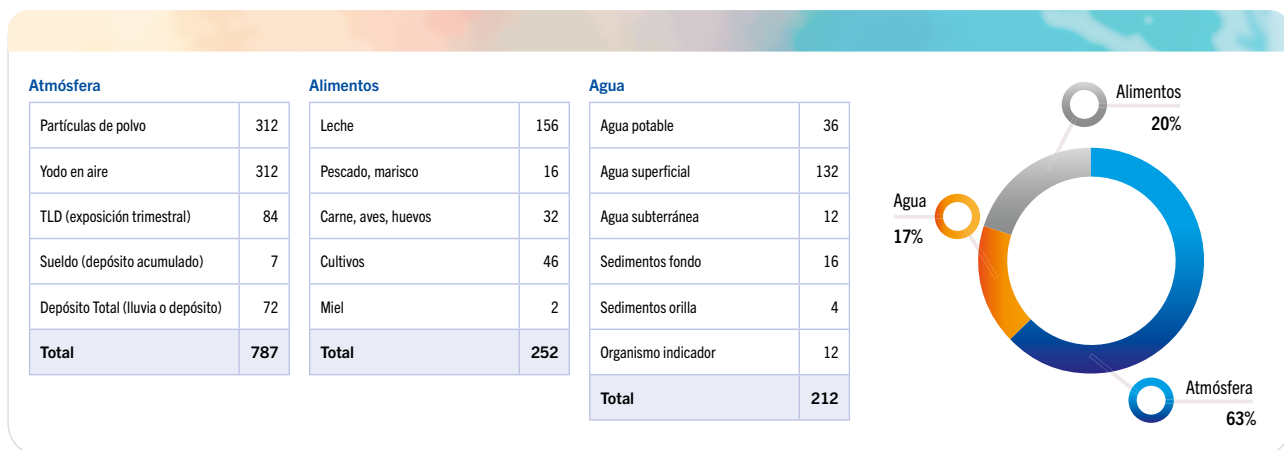 Atmósfera
Partículas de polvo 312
Yodo en aire 312
TLD (exposición trimestral) 84
Sueldo (depósito acumulado) 7
Depósito Total (lluvia o depósito) 72
Total 787
Alimentos
Leche 156
Pescado, marisco 16
Carne, aves, huevos 32
Cultivos 46
Miel 2
Total 252
Agua
Agua potable 36
Agua superficial 132
Agua subterránea 12
Sedimentos fondo 16
Sedimentos orilla 4
Organismo indicador 12
Total 212
Alimentos
20%
Agua
17%
Atmósfera
63%